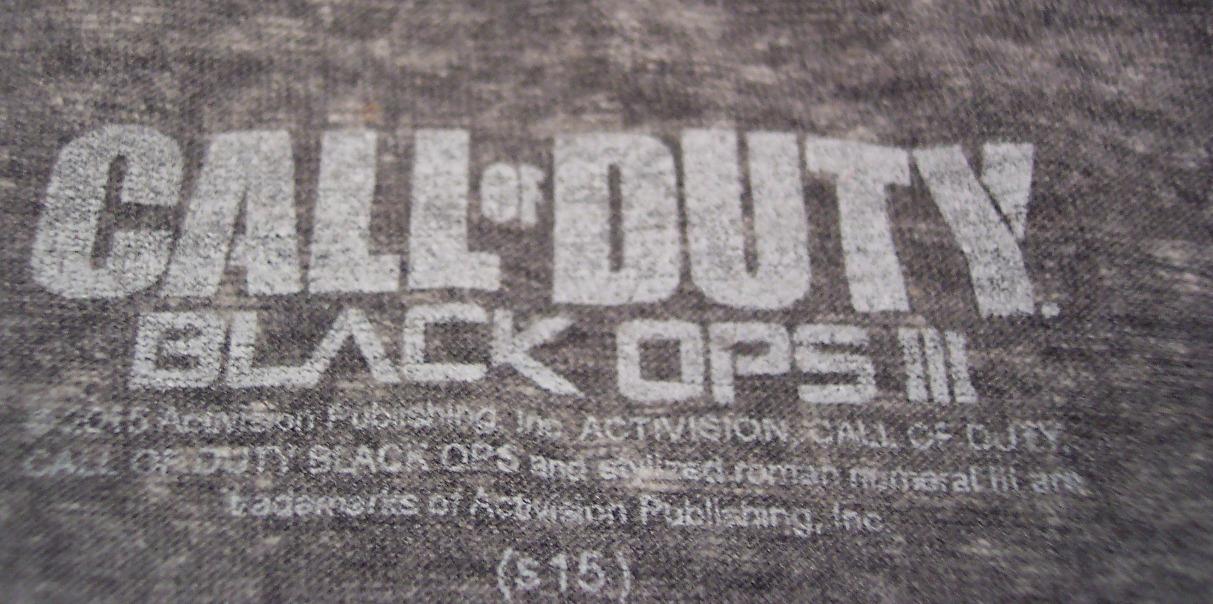 CALL OF DUTY.
BLACK OPS III
© 2015 Activision Publishing, Inc. ACTIVISION, CALL OF DUTY,
CALL OF DUTY BLACK OPS and stylized roman numeral III are
trademarks of Activision Publishing, Inc.
(s15)